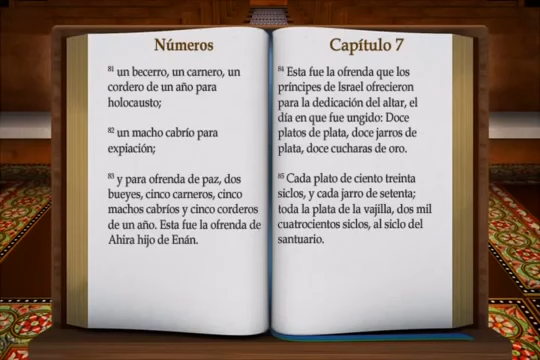 Números
81 un becerro, un carnero, un
cordero de un año para
holocausto;
82 un macho cabrío para
expiación;
83 y para ofrenda de paz, dos
bueyes, cinco carneros, cinco
machos cabríos y cinco corderos
de un año. Esta fue la ofrenda de
Ahira hijo de Enán.
Capítulo 7
84 Esta fue la ofrenda que los
príncipes de Israel ofrecieron
para la dedicación del altar, el
día en que fue ungido: Doce
platos de plata, doce jarros de
plata, doce cucharas de oro.
85 Cada plato de ciento treinta
siclos, y cada jarro de setenta;
toda la plata de la vajilla, dos mil
cuatrocientos siclos, al siclo del
santuario.